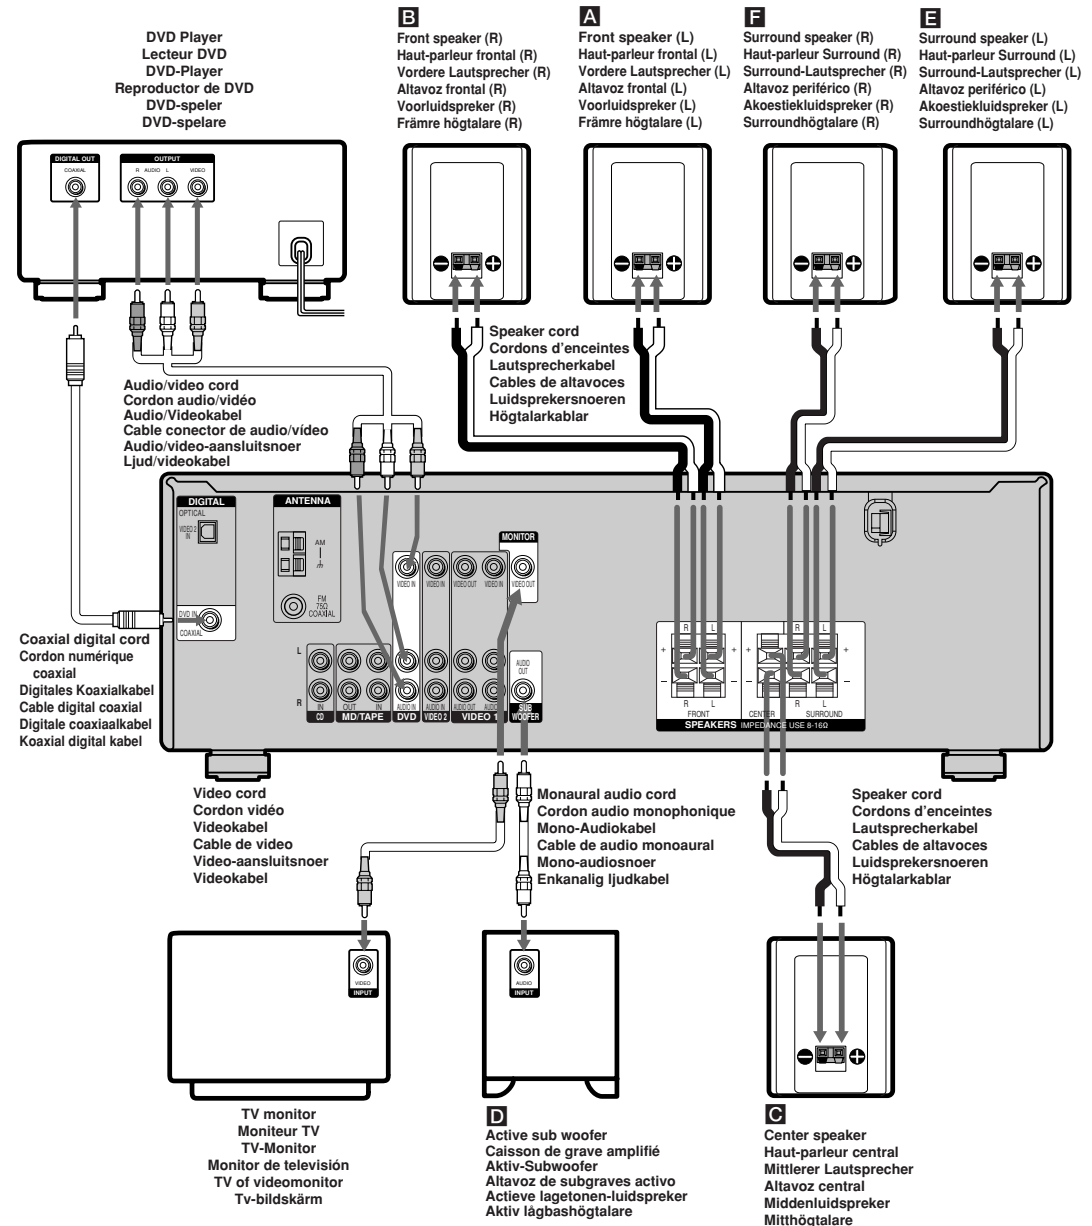 DVD Player
Lecteur DVD
DVD-Player
Reproductor de DVD
DVD-speler
DVD-spelare
B
Front speaker (R)
Haut-parleur frontal (R)
Vordere Lautsprecher (R)
Altavoz frontal (R)
Voorluidspreker (R)
Främre högtalare (R)
A
Front speaker (L)
Haut-parleur frontal (L)
Vordere Lautsprecher (L)
Altavoz frontal (L)
Voorluidspreker (L)
Främre högtalare (L)
F
Surround speaker (R)
Haut-parleur Surround (R)
Surround-Lautsprecher (R)
Altavoz periférico (R)
Akoestiekluidspreker (R)
Surroundhögtalare (R)
E
Surround speaker (L)
Haut-parleur Surround (L)
Surround-Lautsprecher (L)
Altavoz periférico (L)
Akoestiekluidspreker (L)
Surroundhögtalare (L)
DIGITAL OUT
COAXIAL
OUTPUT
R AUDIO L
VIDEO
Speaker cord
Cordons d'enceintes
Lautsprecherkabel
Cables de altavoces
Luidsprekersnoeren
Högtalarkablar
Audio/video cord
Cordon audio/vidéo
Audio/Videokabel
Cable conector de audio/vídeo
Audio/video-aansluitsnoer
Ljud/videokabel
DIGITAL
OPTICAL
VIDEO 2
IN
DVD IN
COAXIAL
ANTENNA
AM
FM
75Ω
COAXIAL
MONITOR
VIDEO IN
VIDEO IN
VIDEO OUT
VIDEO IN
VIDEO OUT
L
R
IN
OUT
IN
AUDIO IN
AUDIO IN
AUDIO OUT
AUDIO
AUDIO
OUT
CD
MD/TAPE
DVD
VIDEO 2
VIDEO 1
SUB
WOOFER
R L
R L
+ + +
– – –
R L
R L
FRONT
CENTER
SURROUND
SPEAKERS IMPEDANCE USE 8-16Ω
Coaxial digital cord
Cordon numérique
coaxial
Digitales Koaxialkabel
Cable digital coaxial
Digitale coaxiaalkabel
Koaxial digital kabel
Video cord
Cordon vidéo
Videokabel
Cable de video
Video-aansluitsnoer
Videokabel
Monaural audio cord
Cordon audio monophonique
Mono-Audiokabel
Cable de audio monoaural
Mono-audiosnoer
Enkanalig ljudkabel
Speaker cord
Cordons d'enceintes
Lautsprecherkabel
Cables de altavoces
Luidsprekersnoeren
Högtalarkablar
VIDEO
INPUT
AUDIO
INPUT
TV monitor
Moniteur TV
TV-Monitor
Monitor de televisión
TV of videomonitor
Tv-bildskärm
D
Active sub woofer
Caisson de grave amplifié
Aktiv-Subwoofer
Altavoz de subgraves activo
Actieve lagetonen-luidspreker
Aktiv lågbashögtalare
C
Center speaker
Haut-parleur central
Mittlerer Lautsprecher
Altavoz central
Middenluidspreker
Mitthögtalare